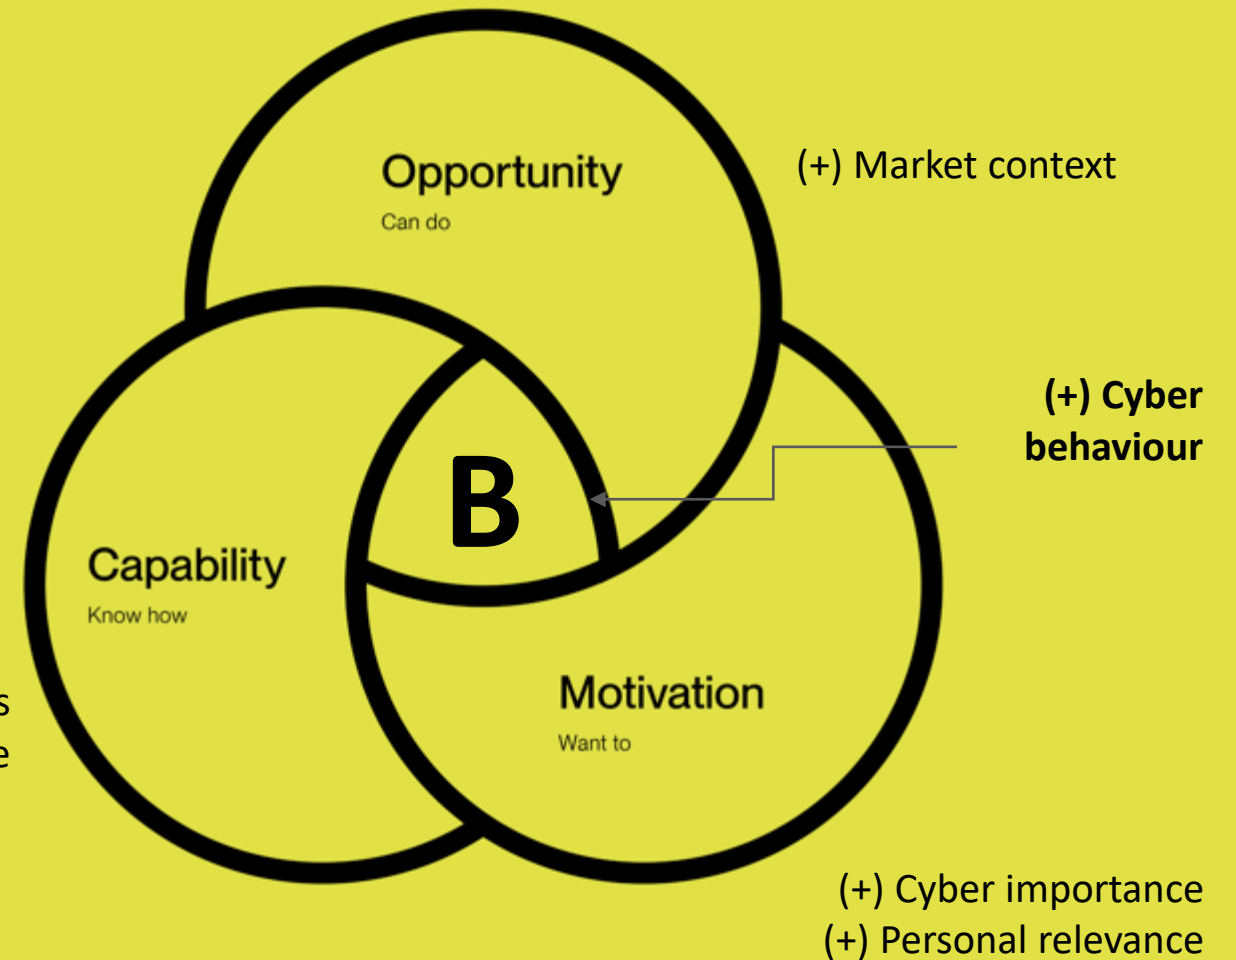 Opportunity
Can do
(+) Market context
(+) Cyber
behaviour
B
Capability
Know how
Motivation
Want to
(+) Cyber importance
(+) Personal relevance